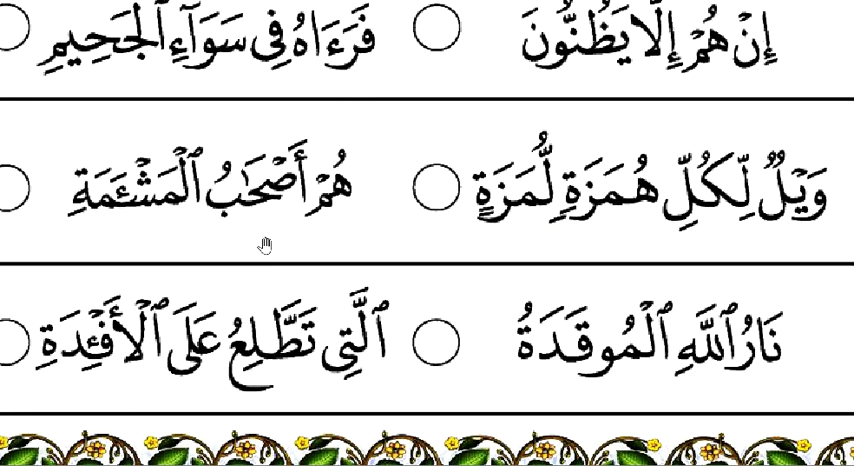 إِنْ هُمْ إِلَّا يَظُنُّونَ ◯ فَرَءَاهُ فِى سَوَآءِ ٱلْجَحِيمِ ◯
وَيْلٌ لِّكُلِّ هُمَزَةٍ لُّمَزَةٍ ◯ هُمْ أَصْحَٰبُ ٱلْمَشْـَٔمَةِ ◯
نَارُ ٱللَّهِ ٱلْمُوقَدَةُ ◯ ٱلَّتِى تَطَّلِعُ عَلَى ٱلْأَفْـِٔدَةِ ◯